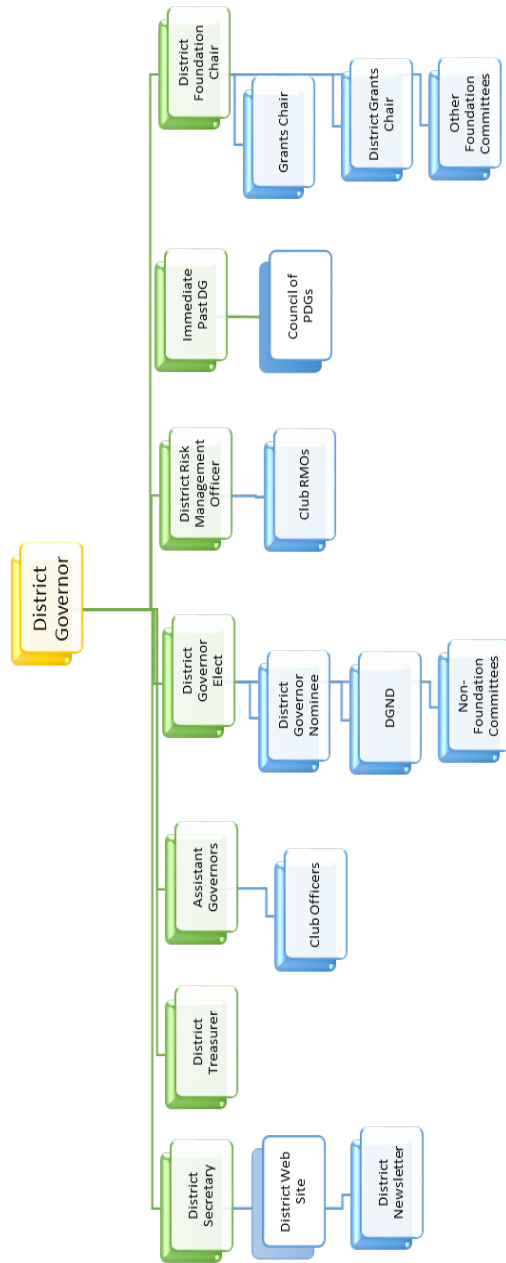 District
Governor
District
Secretary
District
Treasurer
Assistant
Governors
District
Governor
Elect
District Risk
Management
Officer
Immediate
Past DG
District
Foundation
Chair
District Web
Site
District
Newsletter
Club Officers
District
Governor
Nominee
DGND
Non-
Foundation
Committees
Club RMOs
Council of
PDGs
Grants Chair
District Grants
Chair
Other
Foundation
Committees